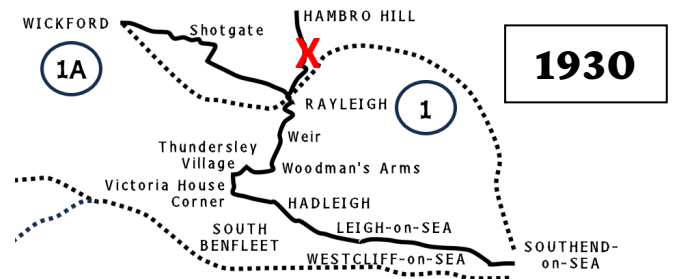 HAMBRO HILL
WICKFORD
Shotgate
X
1A
1930
RAYLEIGH
1
Weir
Thundersley
Village
Woodman's Arms
Victoria House
Corner
HADLEIGH
SOUTH
BENFLEET
LEIGH-on-SEA
WESTCLIFF-on-SEA
SOUTHEND-
on-SEA